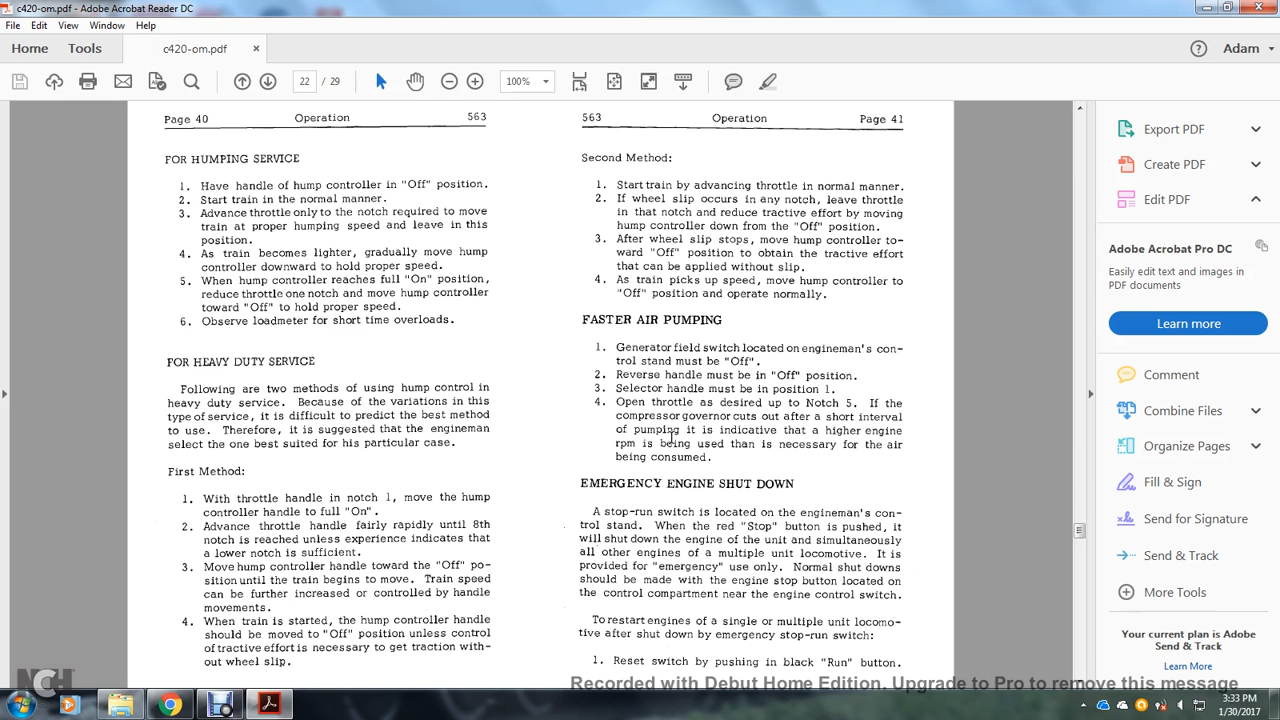 c420-om.pdf - Adobe Acrobat Reader DC
File Edit View Window Help
Home Tools c420-om.pdf × Adam
22 / 29 100%
Page 40 Operation 563
FOR HUMPING SERVICE
1. Have handle of hump controller in "Off" position.
2. Start train in the normal manner.
3. Advance throttle only to the notch required to move
train at proper humping speed and leave in this
position.
4. As train becomes lighter, gradually move hump
controller downward to hold proper speed.
5. When hump controller reaches full "On" position,
reduce throttle one notch and move hump controller
toward "Off" to hold proper speed.
6. Observe loadmeter for short time overloads.
FOR HEAVY DUTY SERVICE
Following are two methods of using hump control in
heavy duty service. Because of the variations in this
type of service, it is difficult to predict the best method
to use. Therefore, it is suggested that the engineman
select the one best suited for his particular case.
First Method:
1. With throttle handle in notch 1, move the hump
controller handle to full "On".
2. Advance throttle handle fairly rapidly until 8th
notch is reached unless experience indicates that
a lower notch is sufficient.
3. Move hump controller handle toward the "Off" po-
sition until the train begins to move. Train speed
can be further increased or controlled by handle
movements.
4. When train is started, the hump controller handle
should be moved to "Off" position unless control
of tractive effort is necessary to get traction with-
out wheel slip.
563 Operation Page 41
Second Method:
1. Start train by advancing throttle in normal manner.
2. If wheel slip occurs in any notch, leave throttle
in that notch and reduce tractive effort by moving
hump controller down from the "Off" position.
3. After wheel slip stops, move hump controller to-
ward "Off" position to obtain the tractive effort
that can be applied without slip.
4. As train picks up speed, move hump controller to
"Off" position and operate normally.
FASTER AIR PUMPING
1. Generator field switch located on engineman's con-
trol stand must be "Off".
2. Reverse handle must be in "Off" position.
3. Selector handle must be in position 1.
4. Open throttle as desired up to Notch 5. If the
compressor governor cuts out after a short interval
of pumping it is indicative that a higher engine
rpm is being used than is necessary for the air
being consumed.
EMERGENCY ENGINE SHUT DOWN
A stop-run switch is located on the engineman's con-
trol stand. When the red "Stop" button is pushed, it
will shut down the engine of the unit and simultaneously
all other engines of a multiple unit locomotive. It is
provided for "emergency" use only. Normal shut downs
should be made with the engine stop button located on
the control compartment near the engine control switch.
To restart engines of a single or multiple unit locomo-
tive after shut down by emergency stop-run switch:
1. Reset switch by pushing in black "Run" button.
Export PDF
Create PDF
Edit PDF
Adobe Acrobat Pro DC
Easily edit text and images in
PDF documents
Learn more
Comment
Combine Files
Organize Pages
Fill & Sign
Send for Signature
Send & Track
More Tools
Your current plan is Adobe
Send & Track
Learn More
NCH
Recorded with Debut Home Edition. Upgrade to Pro to remove this message
3:33 PM
1/30/2017